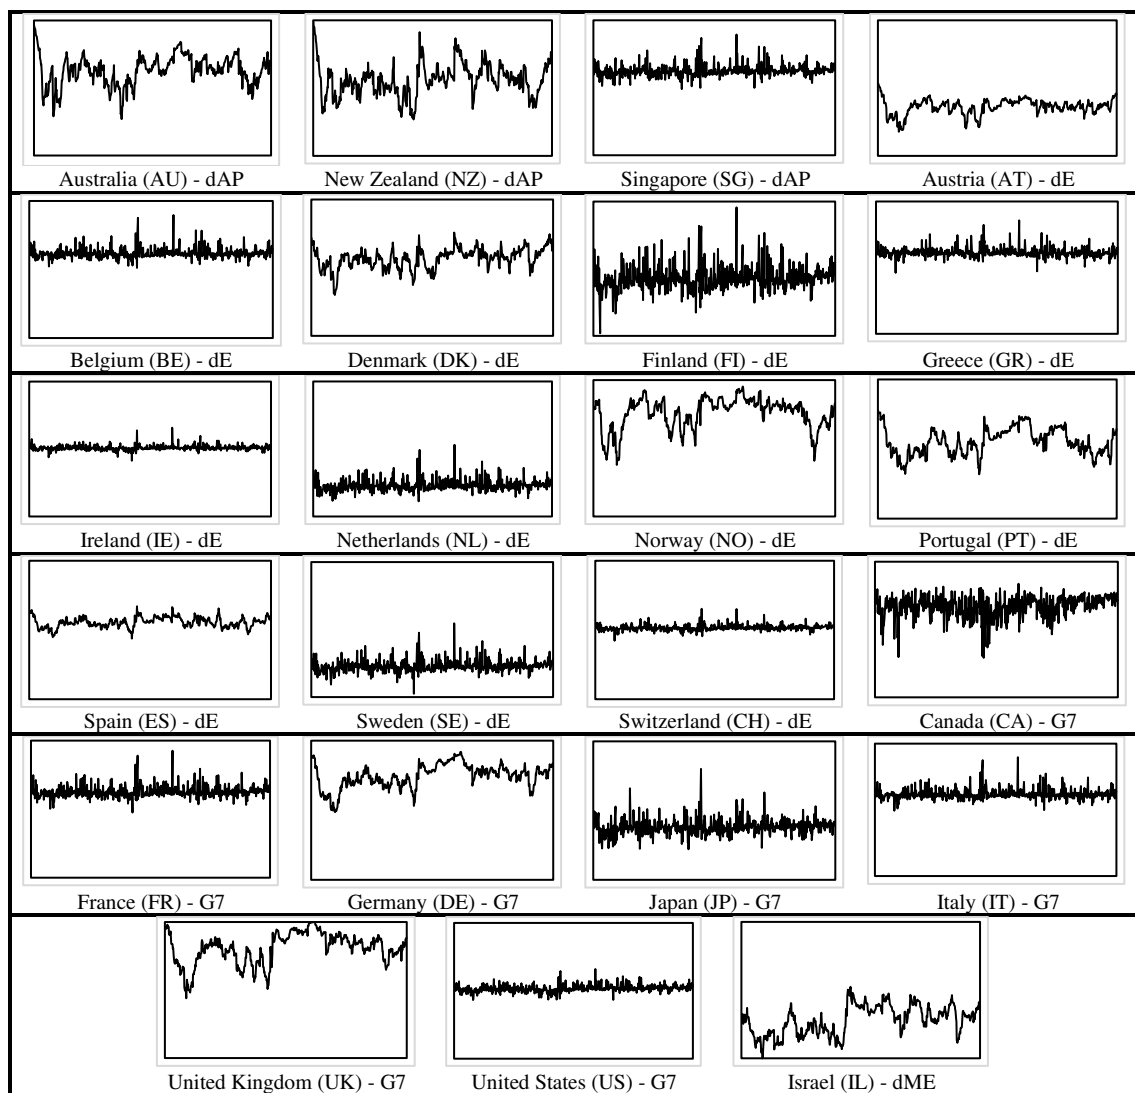 Australia (AU) - dAP
New Zealand (NZ) - dAP
Singapore (SG) - dAP
Austria (AT) - dE
Belgium (BE) - dE
Denmark (DK) - dE
Finland (FI) - dE
Greece (GR) - dE
Ireland (IE) - dE
Netherlands (NL) - dE
Norway (NO) - dE
Portugal (PT) - dE
Spain (ES) - dE
Sweden (SE) - dE
Switzerland (CH) - dE
Canada (CA) - G7
France (FR) - G7
Germany (DE) - G7
Japan (JP) - G7
Italy (IT) - G7
United Kingdom (UK) - G7
United States (US) - G7
Israel (IL) - dME